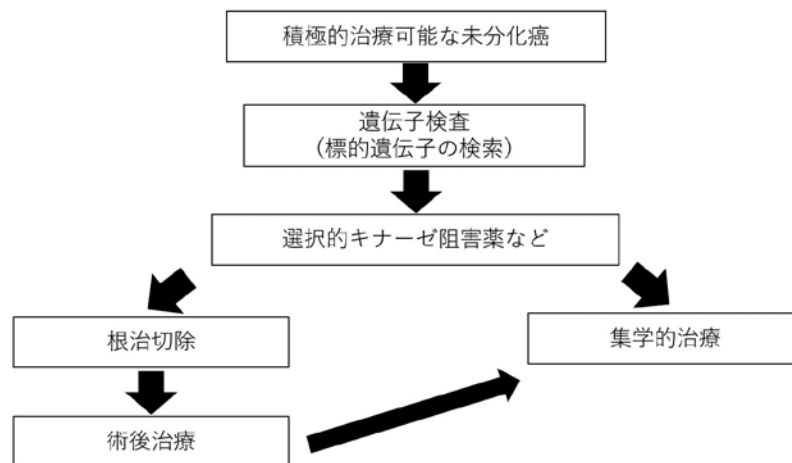 積極的治療可能な未分化癌
遺伝子検査
（標的遺伝子の検索）
選択的キナーゼ阻害薬など
根治切除
集学的治療
術後治療